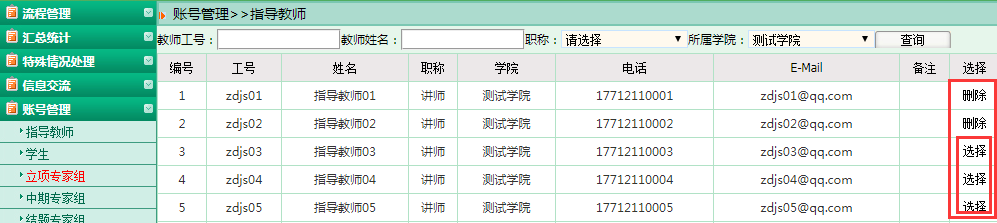 流程管理
汇总统计
特殊情况处理
信息交流
账号管理
指导教师
学生
立项专家组
中期专家组
结题专家组
账号管理>>指导教师
教师工号： 教师姓名： 职称： 请选择 所属学院： 测试学院 查询
编号 工号 姓名 职称 学院 电话 E-Mail 备注 选择
1 zdjs01 指导教师01 讲师 测试学院 17712110001 zdjs01@qq.com 删除
2 zdjs02 指导教师02 讲师 测试学院 17712110002 zdjs02@qq.com 删除
3 zdjs03 指导教师03 讲师 测试学院 17712110003 zdjs03@qq.com 选择
4 zdjs04 指导教师04 讲师 测试学院 17712110004 zdjs04@qq.com 选择
5 zdjs05 指导教师05 讲师 测试学院 17712110005 zdjs05@qq.com 选择